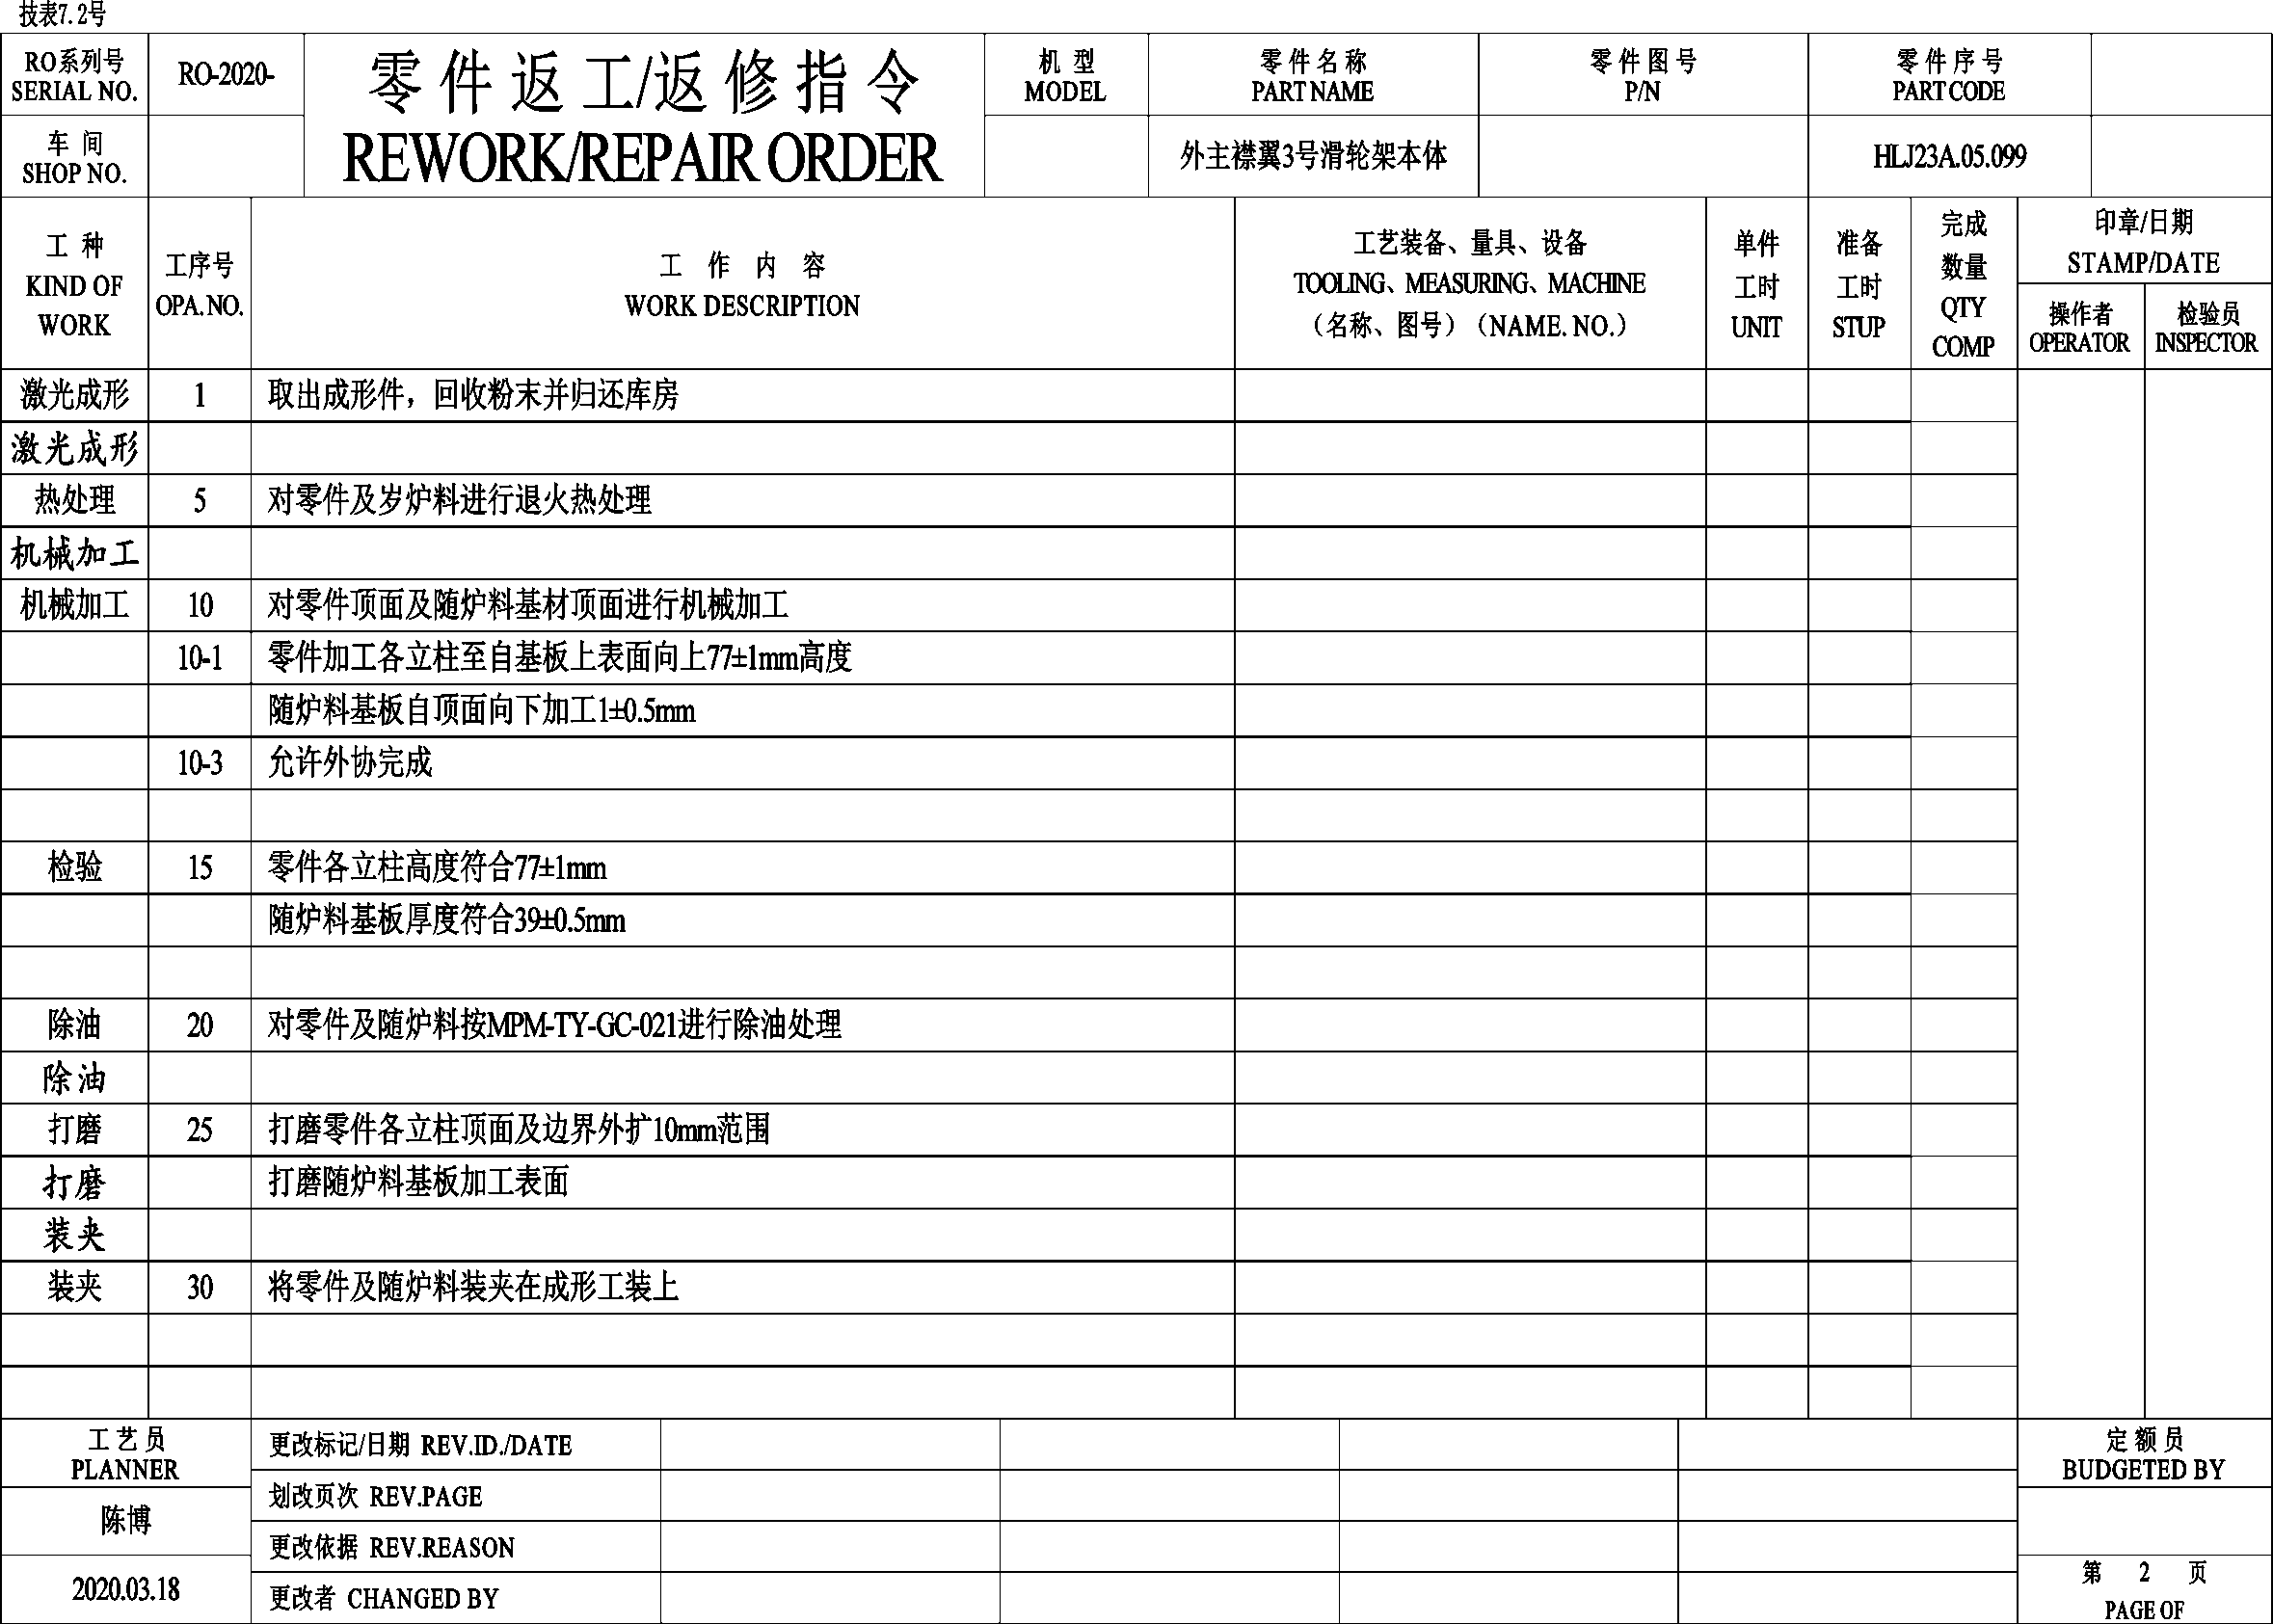 技表7.2号
RO系列号
SERIAL NO.
RO-2020-
零件返工/返修指令
REWORK/REPAIR ORDER
机 型
MODEL
零件名称
PART NAME
零件图号
P/N
零件序号
PART CODE
车 间
SHOP NO.
外主襟翼3号滑轮架本体
HLJ23A.05.099
工 种
KIND OF
WORK
工序号
OPA. NO.
工 作 内 容
WORK DESCRIPTION
工艺装备、量具、设备
TOOLING、MEASURING、MACHINE
（名称、图号）（NAME. NO.）
单件
工时
UNIT
准备
工时
STUP
完成
数量
QTY
COMP
印章/日期
STAMP/DATE
操作者
OPERATOR
检验员
INSPECTOR
激光成形 1 取出成形件，回收粉末并归还库房
激光成形
热处理 5 对零件及岁炉料进行退火热处理
机械加工
机械加工 10 对零件顶面及随炉料基材顶面进行机械加工
10-1 零件加工各立柱至自基板上表面向上77±1mm高度
随炉料基板自顶面向下加工1±0.5mm
10-3 允许外协完成
检验 15 零件各立柱高度符合77±1mm
随炉料基板厚度符合39±0.5mm
除油 20 对零件及随炉料按MPM-TY-GC-021进行除油处理
除油
打磨 25 打磨零件各立柱顶面及边界外扩10mm范围
打磨 打磨随炉料基板加工表面
装夹
装夹 30 将零件及随炉料装夹在成形工装上
工艺员
PLANNER
陈博
2020.03.18
更改标记/日期 REV.ID./DATE
划改页次 REV.PAGE
更改依据 REV.REASON
更改者 CHANGED BY
定额员
BUDGETED BY
第 2 页
PAGE OF